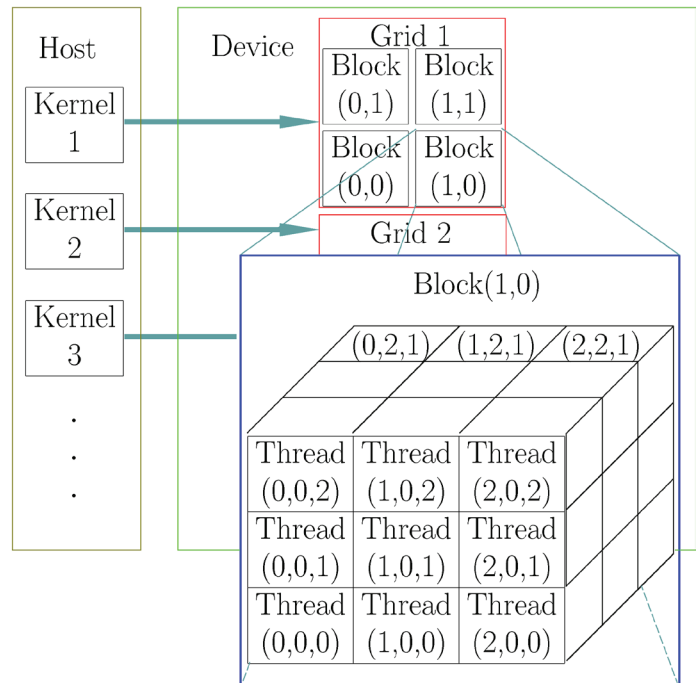 Host
Device
Grid 1
Kernel
1
Block
(0,1)
Block
(1,1)
Block
(0,0)
Block
(1,0)
Kernel
2
Grid 2
Kernel
3
Block(1,0)
(0,2,1)
(1,2,1)
(2,2,1)
Thread
(0,0,2)
Thread
(1,0,2)
Thread
(2,0,2)
Thread
(0,0,1)
Thread
(1,0,1)
Thread
(2,0,1)
Thread
(0,0,0)
Thread
(1,0,0)
Thread
(2,0,0)